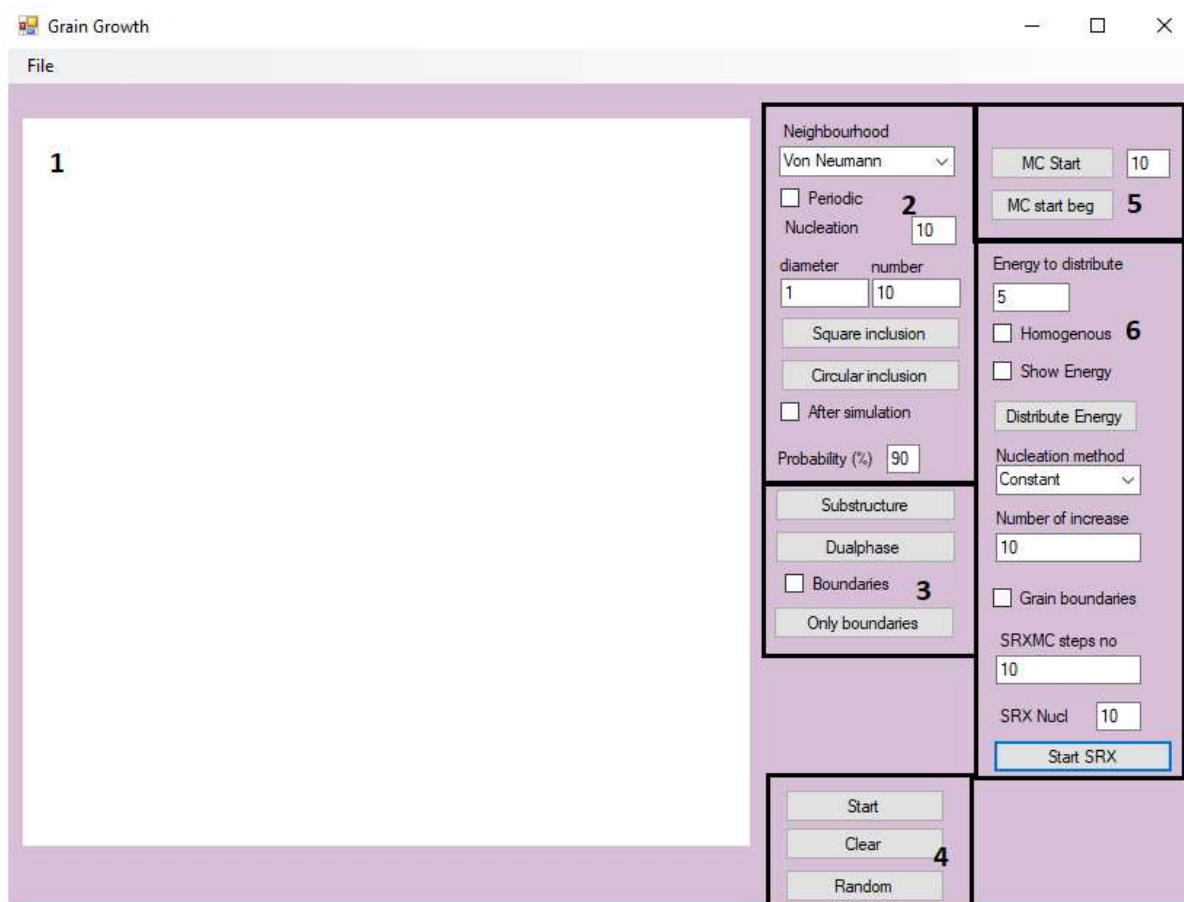 Grain Growth
File
1
Neighbourhood
Von Neumann
Periodic
2
Nucleation 10
diameter number
1 10
Square inclusion
Circular inclusion
After simulation
Probability (%) 90
Substructure
Dualphase
Boundaries
3
Only boundaries
Start
Clear
4
Random
MC Start 10
MC start beg 5
Energy to distribute
5
Homogenous 6
Show Energy
Distribute Energy
Nucleation method
Constant
Number of increase
10
Grain boundaries
SRXMC steps no
10
SRX Nucl 10
Start SRX